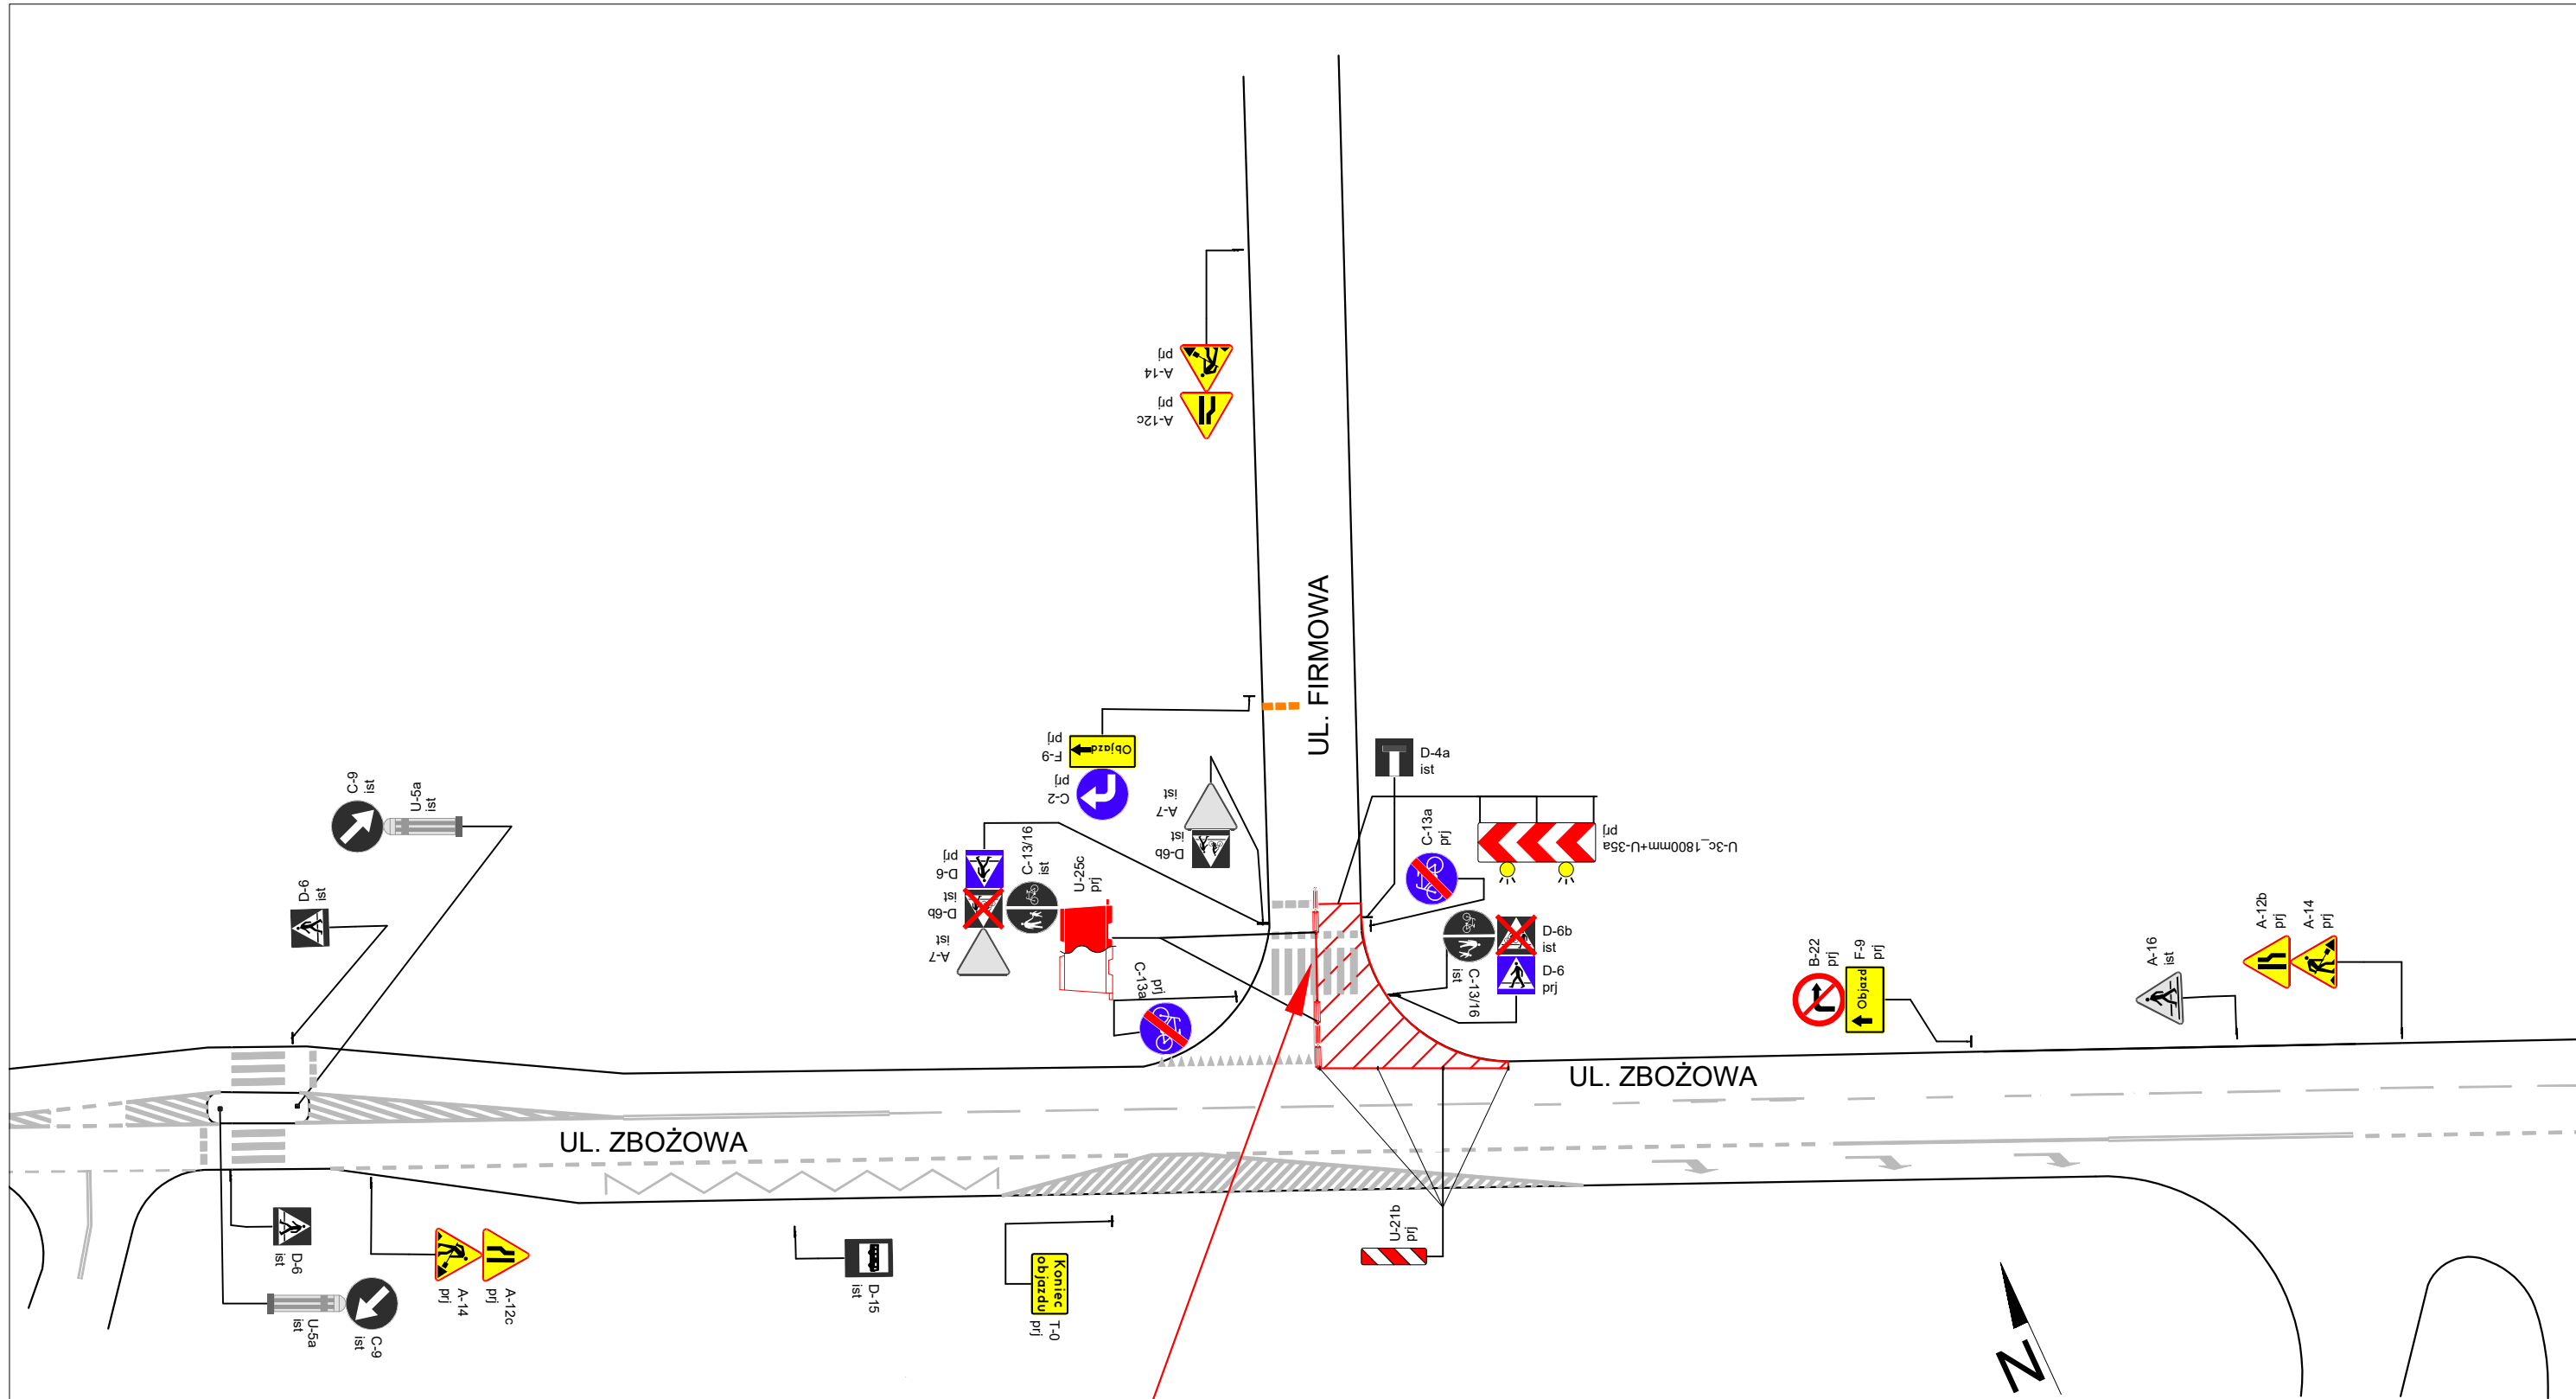 prj
A-14
prj
A-12c
UL. FIRMOWA
Objazd
prj
F-9
prj
C-2
ist
A-7
ist
D-6b
D-4a
ist
C-13a
prj
prj
U-3c_1800mm+U-35a
C-9
ist
U-5a
ist
D-6
ist
prj
D-6
ist
D-6b
ist
A-7
C-13/16
ist
U-25c
prj
C-13a
prj
C-13/16
ist
D-6b
ist
D-6
prj
B-22
prj
F-9
prj
Objazd
A-16
ist
A-12b
prj
A-14
prj
UL. ZBOŻOWA
UL. ZBOŻOWA
D-6
ist
U-5a
ist
C-9
ist
A-14
prj
A-12c
prj
D-15
ist
Koniec
objazdu
T-0
prj
U-21b
prj
N